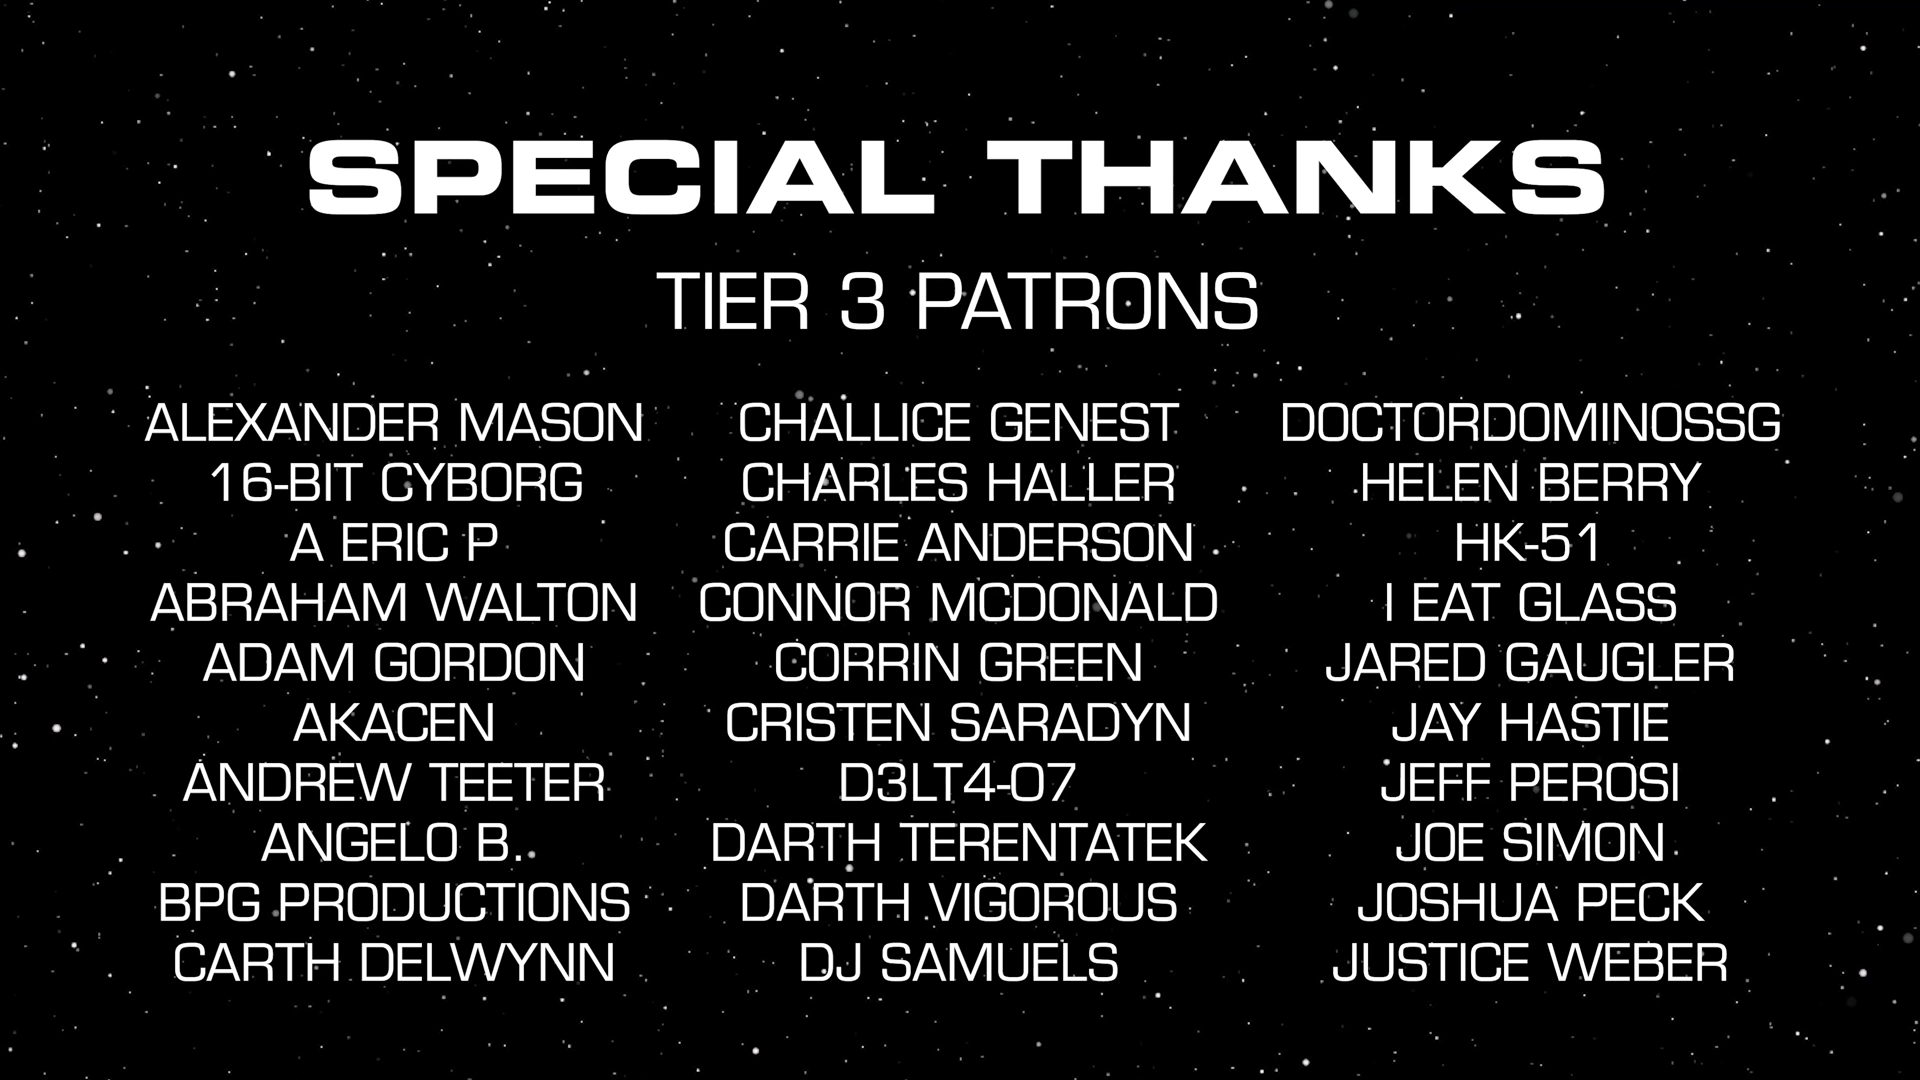 SPECIAL THANKS
TIER 3 PATRONS
ALEXANDER MASON
16-BIT CYBORG
A ERIC P
ABRAHAM WALTON
ADAM GORDON
AKACEN
ANDREW TEETER
ANGELO B.
BPG PRODUCTIONS
CARTH DELWYNN
CHALLICE GENEST
CHARLES HALLER
CARRIE ANDERSON
CONNOR MCDONALD
CORRIN GREEN
CRISTEN SARADYN
D3LT4-07
DARTH TERENTATEK
DARTH VIGOROUS
DJ SAMUELS
DOCTORDOMINOSSG
HELEN BERRY
HK-51
I EAT GLASS
JARED GAUGLER
JAY HASTIE
JEFF PEROSI
JOE SIMON
JOSHUA PECK
JUSTICE WEBER